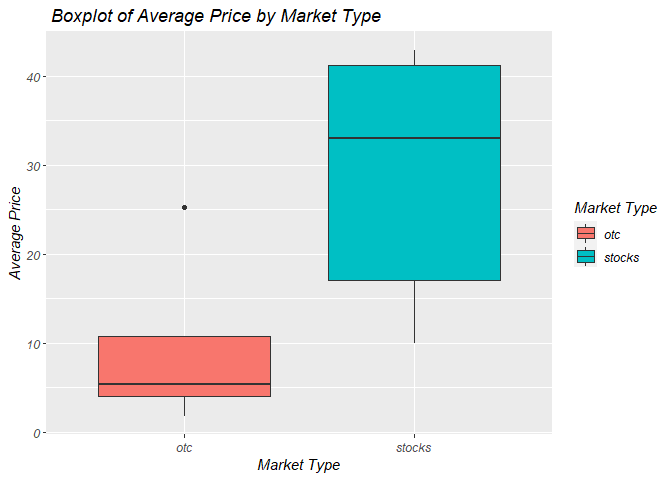 Boxplot of Average Price by Market Type
40
30
20
10
0
Average Price
otc
stocks
Market Type
Market Type
otc
stocks